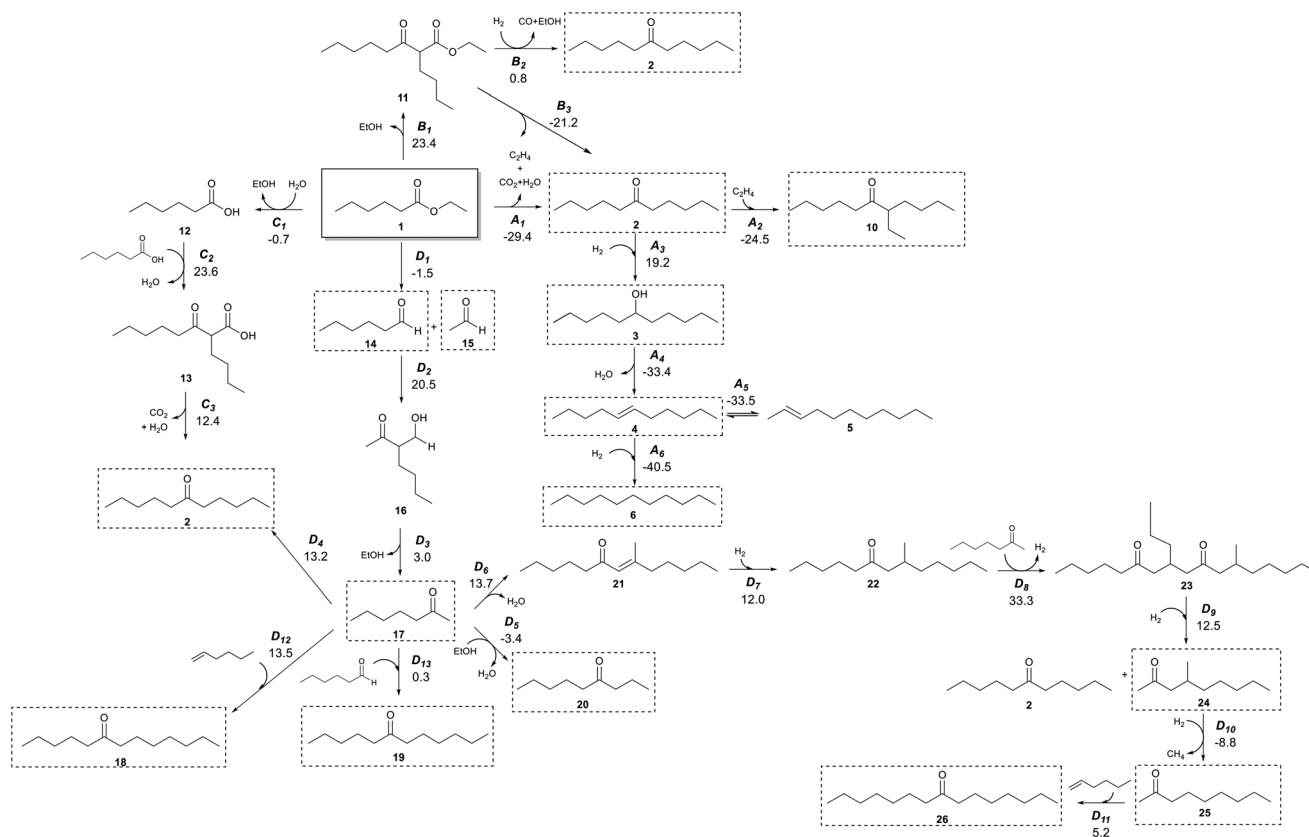 O
O
O
11
EtOH
B1
23.4
H2
CO+EtOH
B2
0.8
O
2
B3
-21.2
C2H4
+
CO2+H2O
O
OH
12
EtOH
H2O
C1
-0.7
O
O
1
A1
-29.4
O
2
C2H4
A2
-24.5
O
10
O
OH
H2O
C2
23.6
D1
-1.5
H2
A3
19.2
O
O
OH
13
O
H
14
+
O
H
15
OH
3
CO2
+ H2O
C3
12.4
D2
20.5
H2O
A4
-33.4
4
A5
-33.5
5
O
OH
H
16
H2
A6
-40.5
6
O
2
D4
13.2
EtOH
D3
3.0
D6
13.7
H2O
O
21
H2
D7
12.0
O
22
O
H2
D8
33.3
O
O
23
O
17
D5
-3.4
EtOH
H2O
O
20
D12
13.5
O
H
D13
0.3
H2
D9
12.5
O
18
O
19
O
2
+
O
24
H2
CH4
D10
-8.8
O
26
D11
5.2
O
25